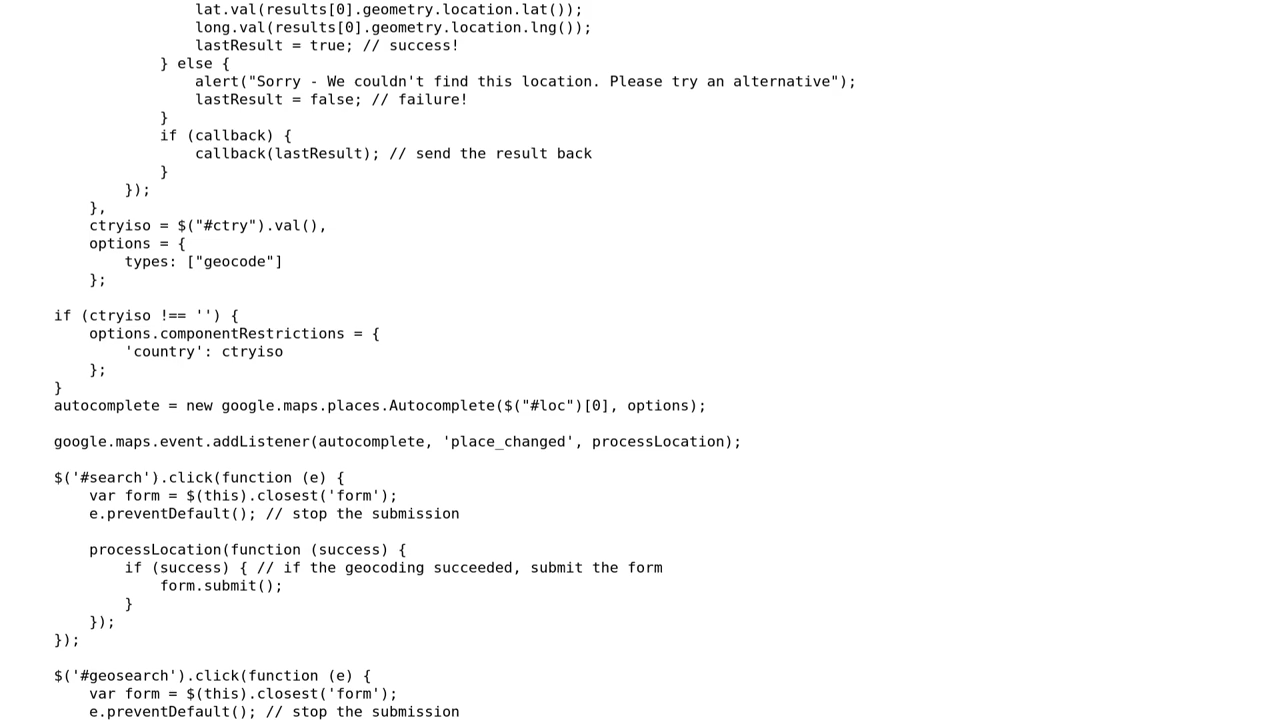 lat.val(results[0].geometry.location.lat());
long.val(results[0].geometry.location.lng());
lastResult = true; // success!
} else {
alert("Sorry - We couldn't find this location. Please try an alternative");
lastResult = false; // failure!
}
if (callback) {
callback(lastResult); // send the result back
}
});
},
ctryiso = $("#ctry").val(),
options = {
types: ["geocode"]
};
if (ctryiso !== '') {
options.componentRestrictions = {
'country': ctryiso
};
}
autocomplete = new google.maps.places.Autocomplete($("#loc")[0], options);
google.maps.event.addListener(autocomplete, 'place_changed', processLocation);
$('#search').click(function (e) {
var form = $(this).closest('form');
e.preventDefault(); // stop the submission
processLocation(function (success) {
if (success) { // if the geocoding succeeded, submit the form
form.submit();
}
});
});
$('#geosearch').click(function (e) {
var form = $(this).closest('form');
e.preventDefault(); // stop the submission